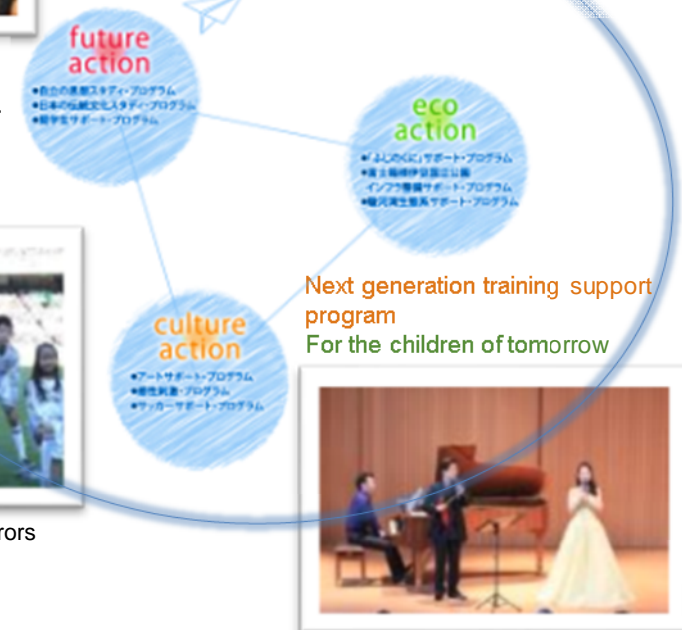 future
action
●自立の思想スタディ・プログラム
●日本の伝統文化スタディ・プログラム
●留学生サポート・プログラム
eco
action
●「ふじのくに」サポート・プログラム
●富士箱根伊豆国立公園
インフラ整備サポート・プログラム
●駿河湾生態系サポート・プログラム
Next generation training support
program
For the children of tomorrow
culture
action
●アートサポート・プログラム
●感性刺激・プログラム
●サッカーサポート・プログラム
rors